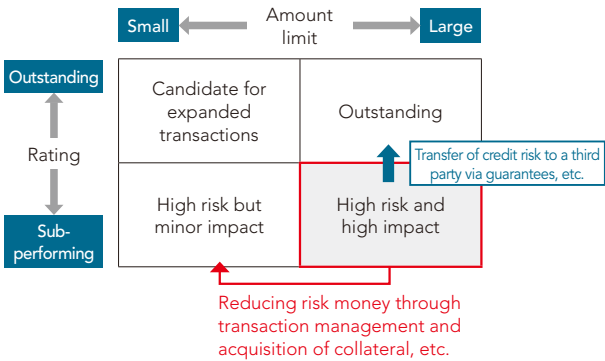 Small
Amount
limit
Large
Outstanding
Rating
Sub-
performing
Candidate for
expanded
transactions
Outstanding
Transfer of credit risk to a third
party via guarantees, etc.
High risk but
minor impact
High risk and
high impact
Reducing risk money through
transaction management and
acquisition of collateral, etc.